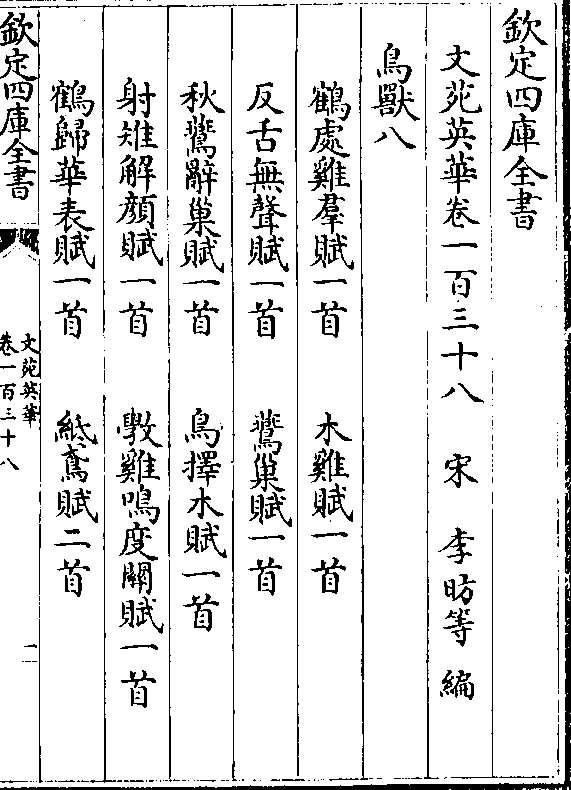 欽定四庫全書
文苑英華卷一百三十八　宋　李昉等　編
鳥獸八
鶴處雞羣賦一首　木雞賦一首
反舌無聲賦一首　鷰巢賦一首
秋鷰辭巢賦一首　鳥擇木賦一首
射雉解顔賦一首　斆雞鳴度關賦一首
鶴歸華表賦一首　紙鳶賦二首
欽定四庫全書
文苑英華
卷一百三十八
一